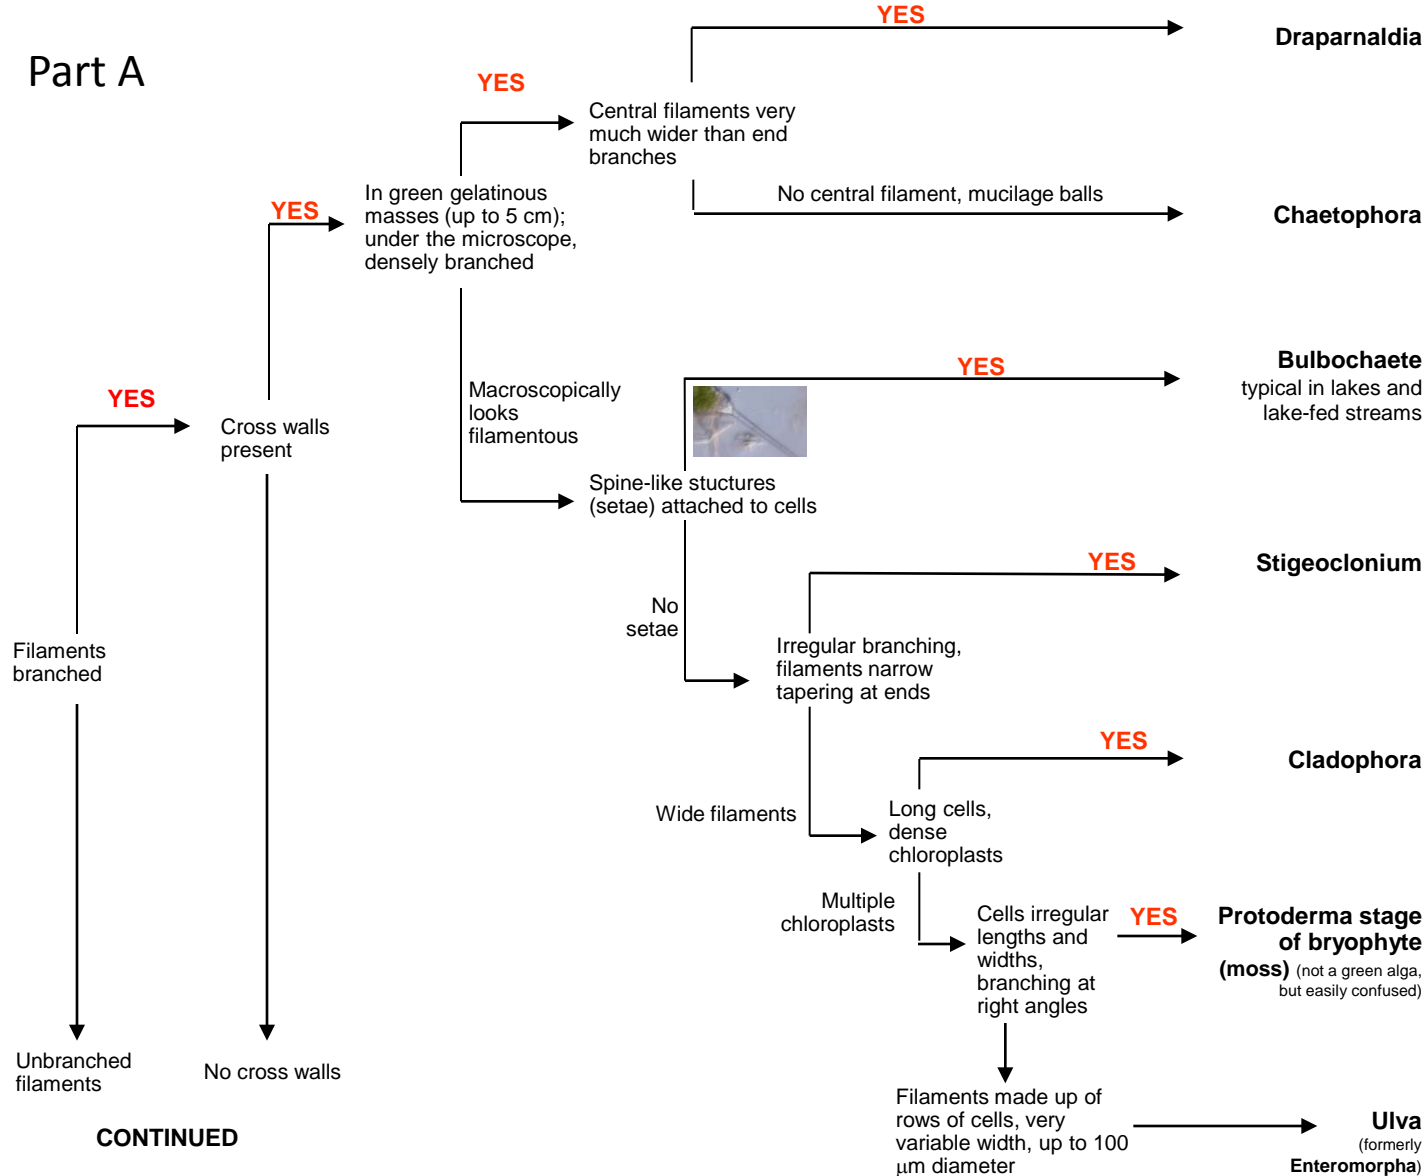 Part A
YES
Draparnaldia
YES
Central filaments very
much wider than end
branches
No central filament, mucilage balls
Chaetophora
YES
In green gelatinous
masses (up to 5 cm);
under the microscope,
densely branched
YES
Bulbochaete
typical in lakes and
lake-fed streams
Macroscopically
looks
filamentous
YES
Cross walls
present
Spine-like stuctures
(setae) attached to cells
YES
Stigeoclonium
No
setae
Filaments
branched
Irregular branching,
filaments narrow
tapering at ends
YES
Cladophora
Wide filaments
Long cells,
dense
chloroplasts
Multiple
chloroplasts
Cells irregular
lengths and
widths,
branching at
right angles
YES
Protoderma stage
of bryophyte
(moss) (not a green alga,
but easily confused)
Unbranched
filaments
No cross walls
Filaments made up of
rows of cells, very
variable width, up to 100
μm diameter
Ulva
(formerly
Enteromorpha)
CONTINUED